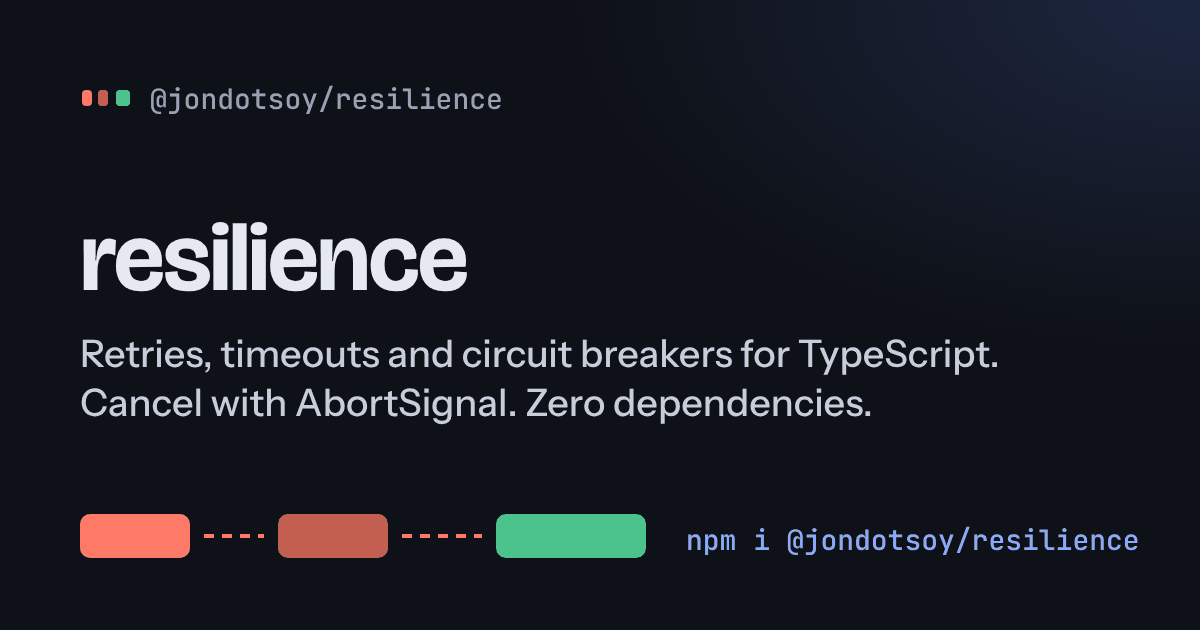 @jondotsoy/resilience
resilience
Retries, timeouts and circuit breakers for TypeScript.
Cancel with AbortSignal. Zero dependencies.
npm i @jondotsoy/resilience